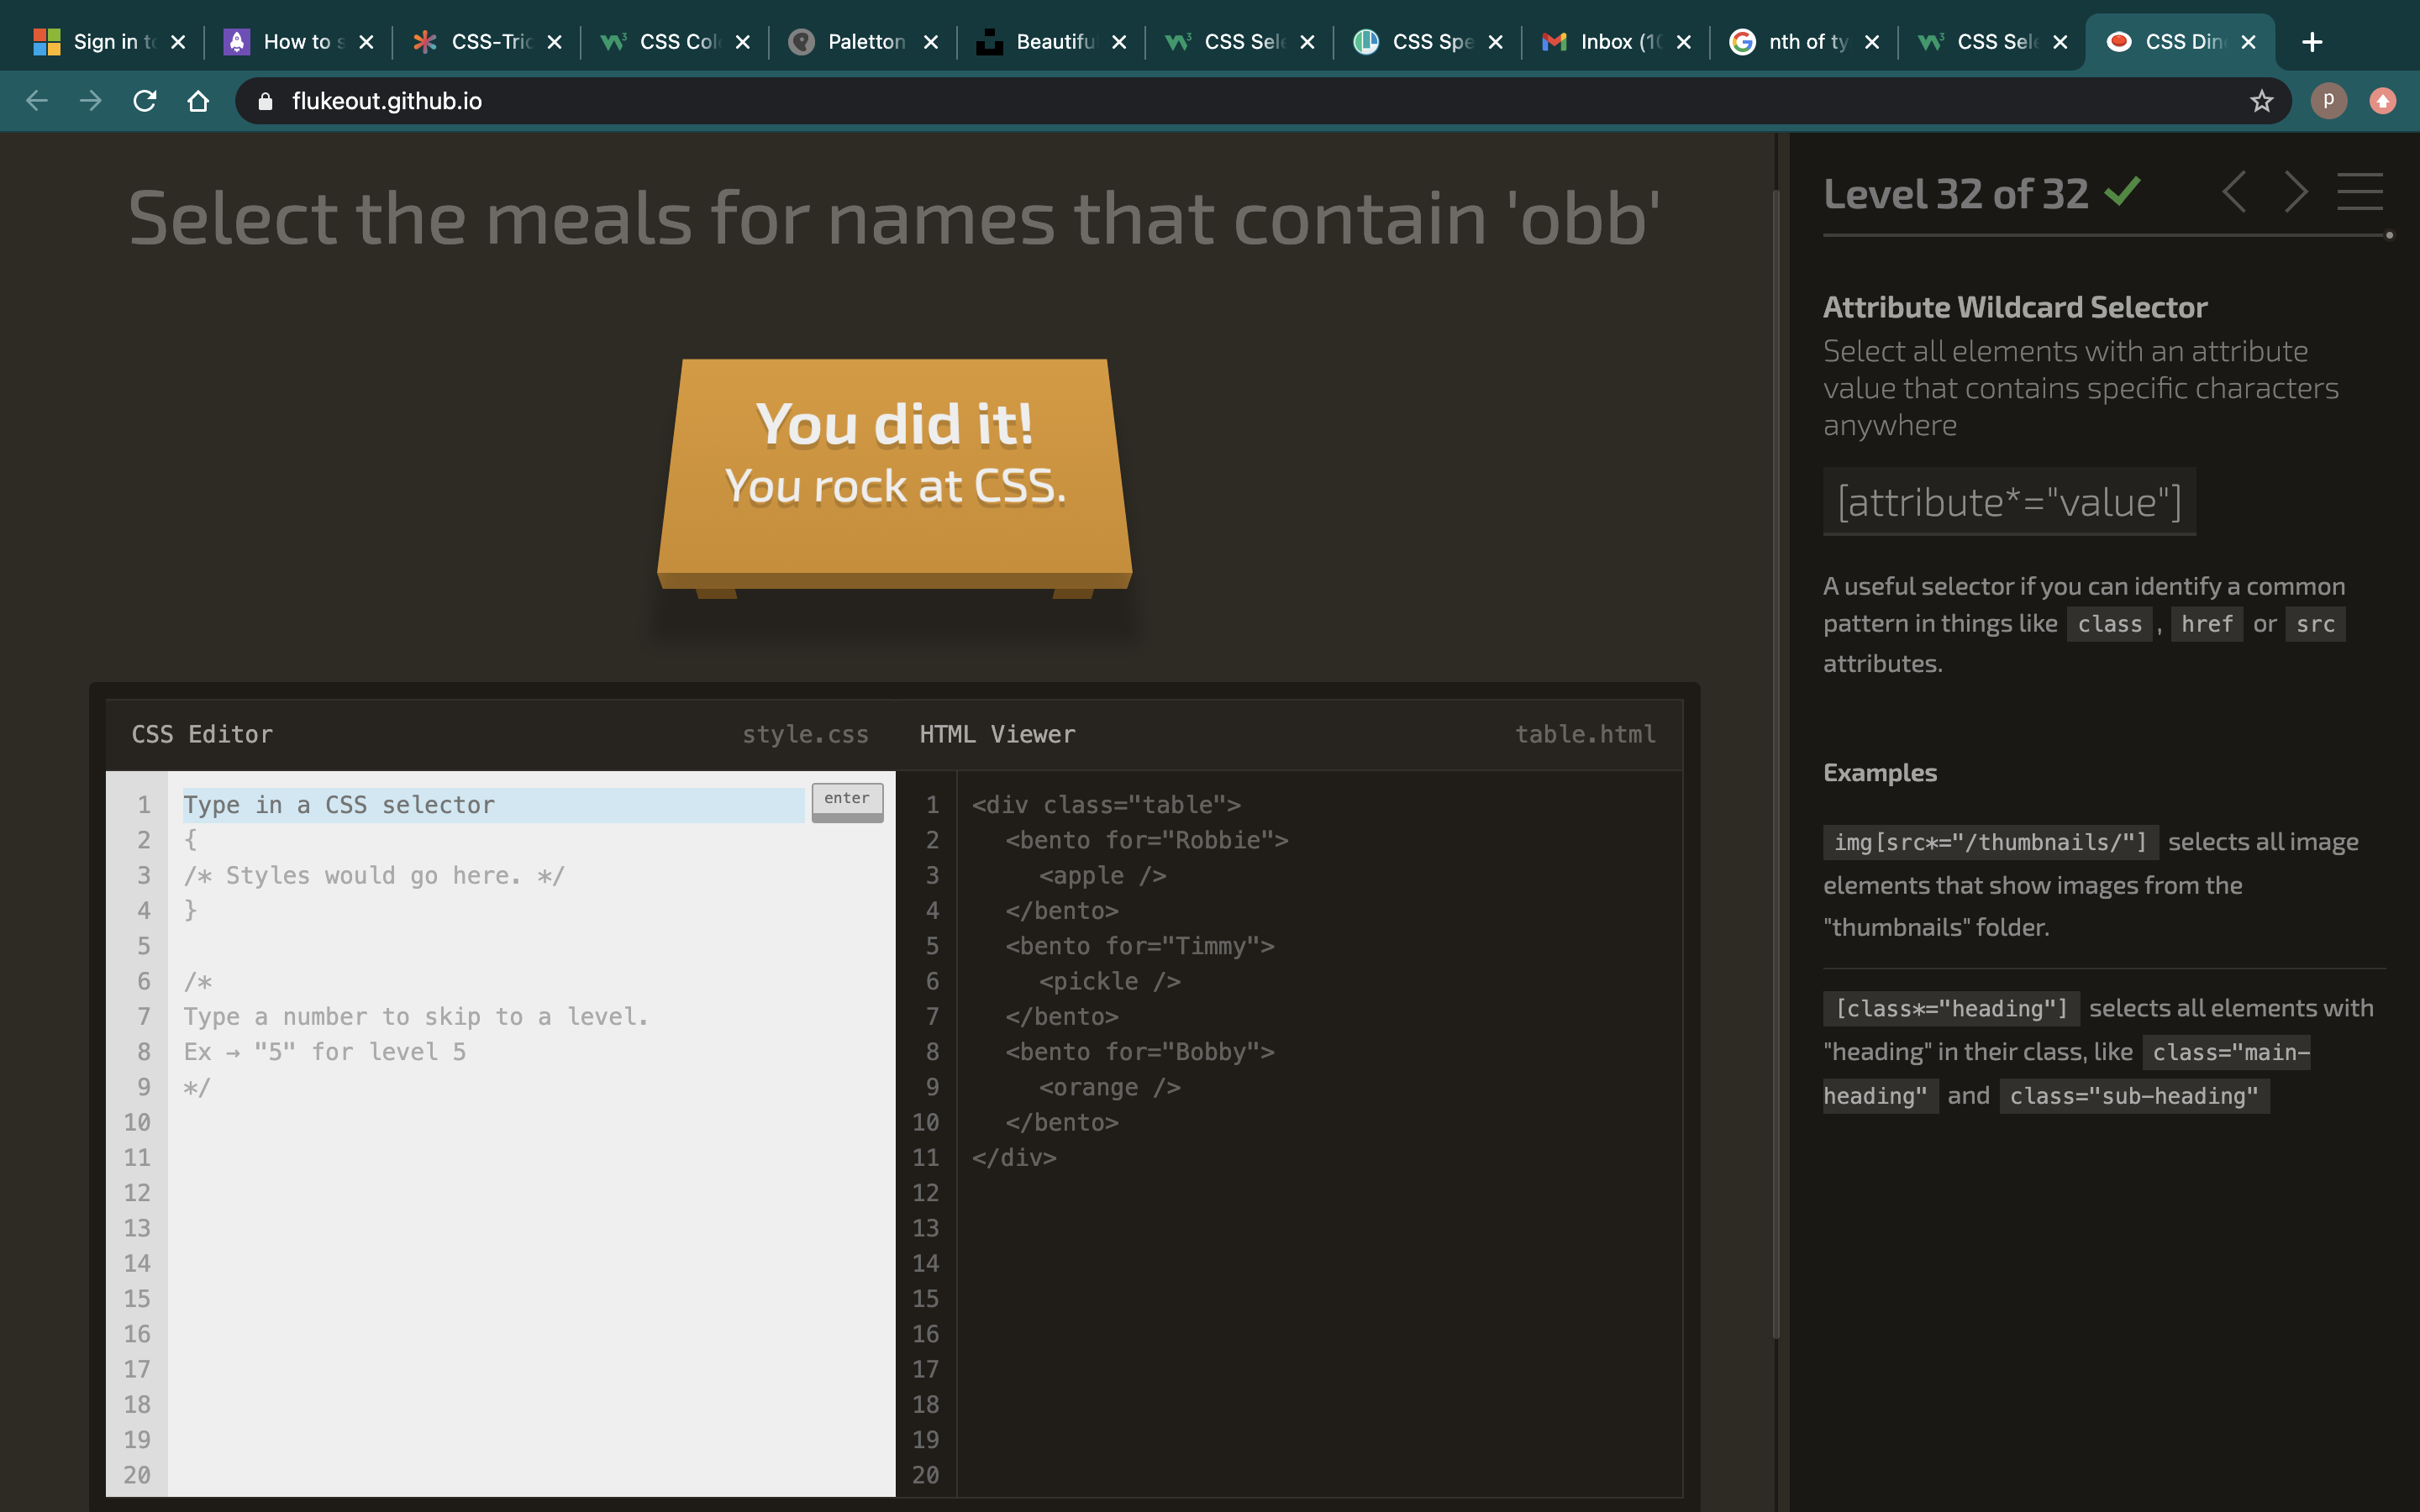 Sign in to
How to s
CSS-Tric
CSS Col
Paletton
Beautifu
CSS Sele
CSS Spe
Inbox (10
nth of ty
CSS Sele
CSS Din
flukeout.github.io
p
Select the meals for names that contain 'obb'
You did it!
You rock at CSS.
CSS Editor
style.css
HTML Viewer
table.html
1 Type in a CSS selector
enter
2 {
3 /* Styles would go here. */
4 }
5
6 /*
7 Type a number to skip to a level.
8 Ex → "5" for level 5
9 */
10
11
12
13
14
15
16
17
18
19
20
1 <div class="table">
2 <bento for="Robbie">
3 <apple />
4 </bento>
5 <bento for="Timmy">
6 <pickle />
7 </bento>
8 <bento for="Bobby">
9 <orange />
10 </bento>
11 </div>
12
13
14
15
16
17
18
19
20
Level 32 of 32
Attribute Wildcard Selector
Select all elements with an attribute
value that contains specific characters
anywhere
[attribute*="value"]
A useful selector if you can identify a common
pattern in things like class , href or src
attributes.
Examples
img[src*="/thumbnails/"] selects all image
elements that show images from the
"thumbnails" folder.
[class*="heading"] selects all elements with
"heading" in their class, like class="main-
heading" and class="sub-heading"